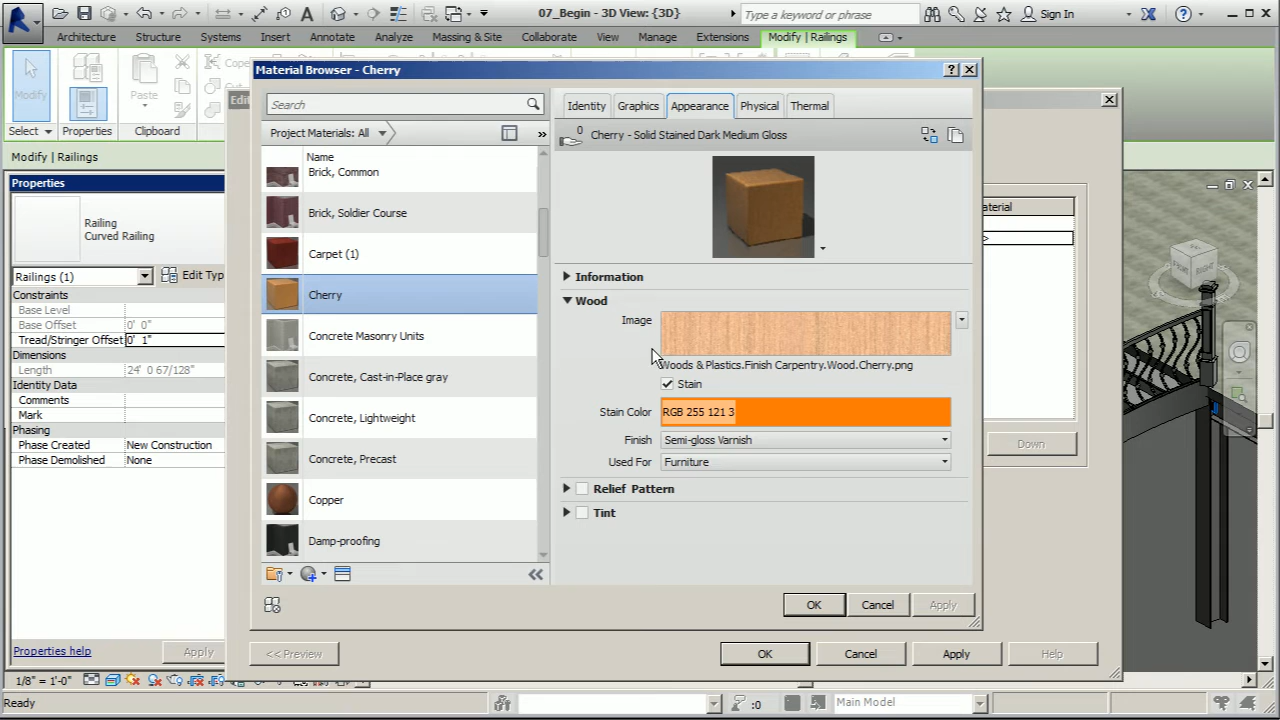 07_Begin - 3D View: {3D}
Type a keyword or phrase
Sign In
Architecture
Structure
Systems
Insert
Annotate
Analyze
Massing & Site
Collaborate
View
Manage
Extensions
Modify | Railings
Modify
Properties
Paste
Select
Properties
Clipboard
Modify | Railings
Properties
Railing
Curved Railing
Railings (1)
Edit Typ
Constraints
Base Level
Base Offset 0' 0"
Tread/Stringer Offset 0' 1"
Dimensions
Length 24' 0 67/128"
Identity Data
Comments
Mark
Phasing
Phase Created New Construction
Phase Demolished None
Properties help
Apply
1/8" = 1'-0"
Ready
Edit
Material Browser - Cherry
Search
Project Materials: All
Name
Brick, Common
Brick, Soldier Course
Carpet (1)
Cherry
Concrete Masonry Units
Concrete, Cast-in-Place gray
Concrete, Lightweight
Concrete, Precast
Copper
Damp-proofing
Identity
Graphics
Appearance
Physical
Thermal
0
Cherry - Solid Stained Dark Medium Gloss
Information
Wood
Image
Woods & Plastics.Finish Carpentry.Wood.Cherry.png
Stain
Stain Color RGB 255 121 3
Finish Semi-gloss Varnish
Used For Furniture
Relief Pattern
Tint
OK
Cancel
Apply
aterial
>
Down
<< Preview
OK
Cancel
Apply
Help
RIGHT
:0
Main Model